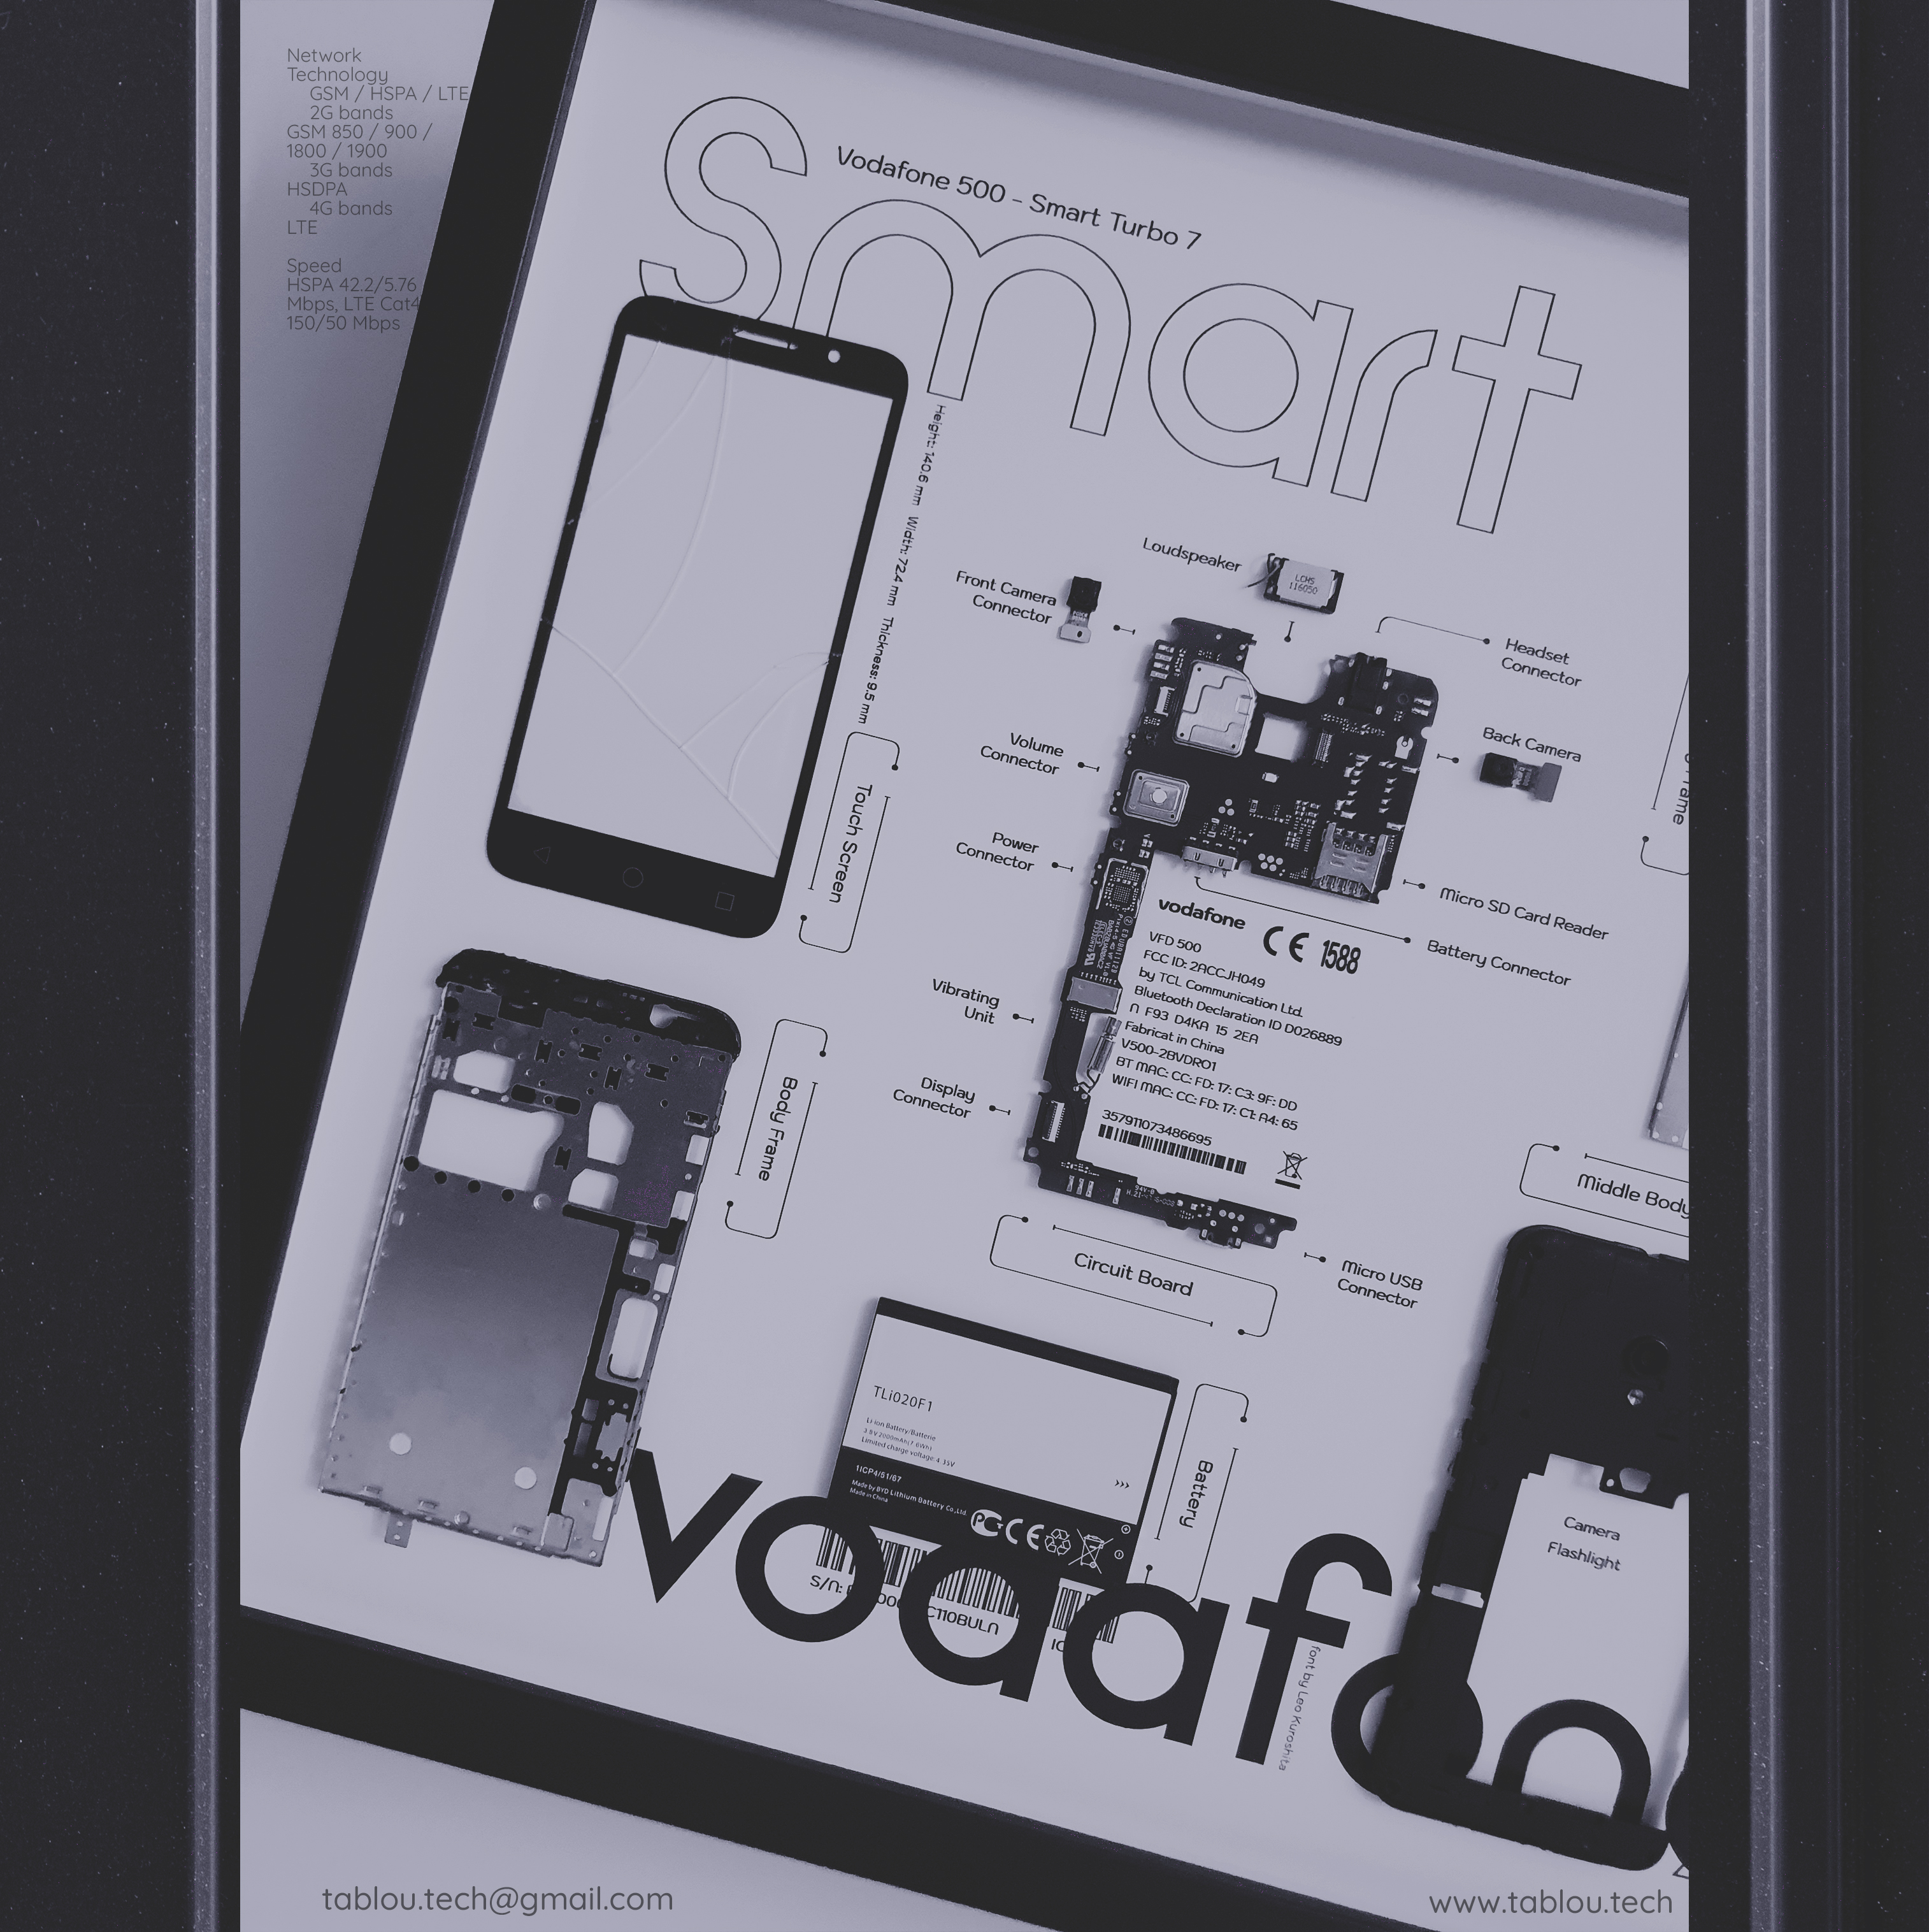 Network
Technology
GSM / HSPA / LTE
2G bands
GSM 850 / 900 /
1800 / 1900
3G bands
HSDPA
4G bands
LTE
Speed
HSPA 42.2/5.76
Mbps, LTE Cat4
150/50 Mbps
Vodafone 500 - Smart Turbo 7
smart
Height: 140.6 mm Width: 72.4 mm Thickness: 9.5 mm
Touch Screen
Loudspeaker
LCHS
116050
Front Camera
Connector
Headset
Connector
Volume
Connector
Back Camera
Power
Connector
Micro SD Card Reader
Battery Connector
vodafone
CE 1588
VFD 500
FCC ID: 2ACCJH049
by TCL Communication Ltd.
Bluetooth Declaration ID D026889
N F93 D4KA 15 2EA
Fabricat in China
V500-2BVDRO1
BT MAC: CC: FD: 17: C3: 9F: DD
WIFI MAC: CC: FD: 17: C1: A4: 65
357911073486695
Vibrating
Unit
Display
Connector
Body Frame
Middle Body
Circuit Board
Micro USB
Connector
TLi020F1
Li-ion Battery/Batterie
3.8V 2000mAh(7.6Wh)
Limited charge voltage: 4.35V
1ICP4/61/67
Made by BYD Lithium Battery Co.,Ltd.
Made in China
CE
S/N:
C110BULN
Battery
Camera
Flashlight
vodafon
font by Leo Kuroshita
tablou.tech@gmail.com
www.tablou.tech